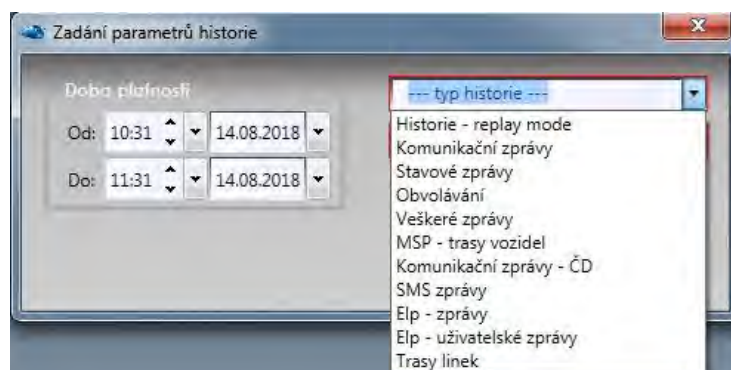 Zadání parametrů historie
Doba platnosti
Od: 10:31 14.08.2018
Do: 11:31 14.08.2018
--- typ historie ---
Historie - replay mode
Komunikační zprávy
Stavové zprávy
Obvolávání
Veškeré zprávy
MSP - trasy vozidel
Komunikační zprávy - ČD
SMS zprávy
Elp - zprávy
Elp - uživatelské zprávy
Trasy linek